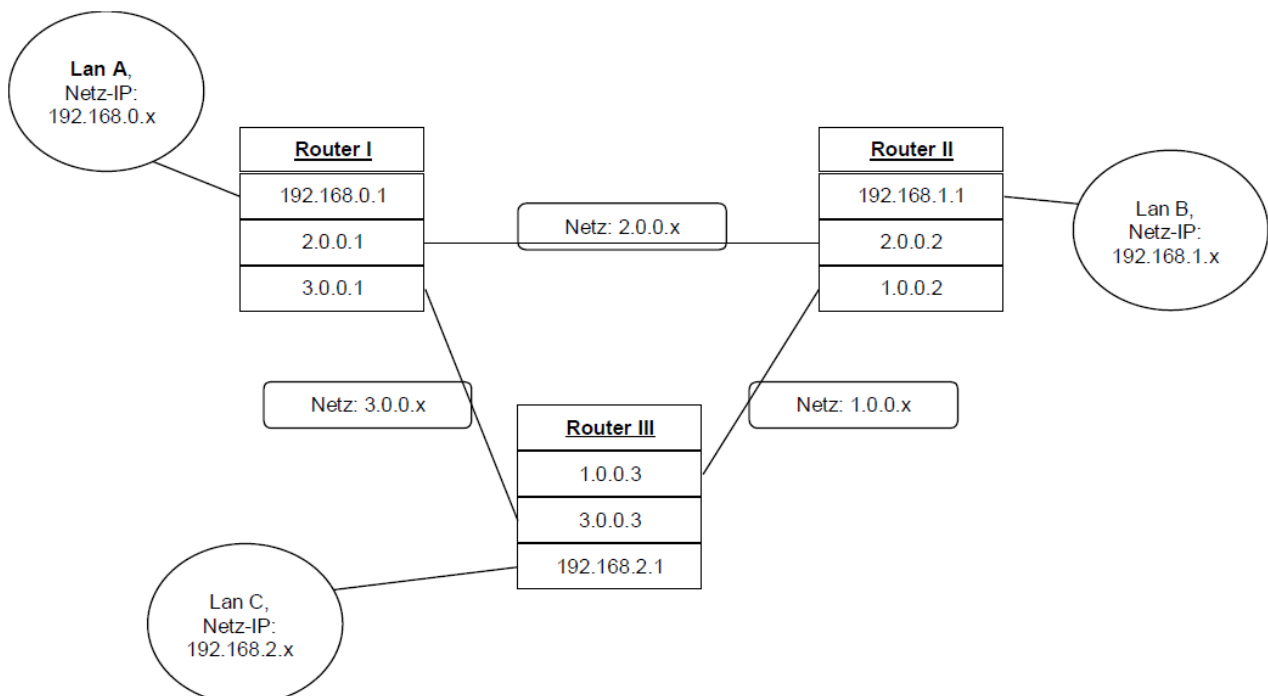 Lan A,
Netz-IP:
192.168.0.x
Router I
192.168.0.1
2.0.0.1
3.0.0.1
Netz: 2.0.0.x
Router II
192.168.1.1
2.0.0.2
1.0.0.2
Lan B,
Netz-IP:
192.168.1.x
Netz: 3.0.0.x
Netz: 1.0.0.x
Router III
1.0.0.3
3.0.0.3
192.168.2.1
Lan C,
Netz-IP:
192.168.2.x